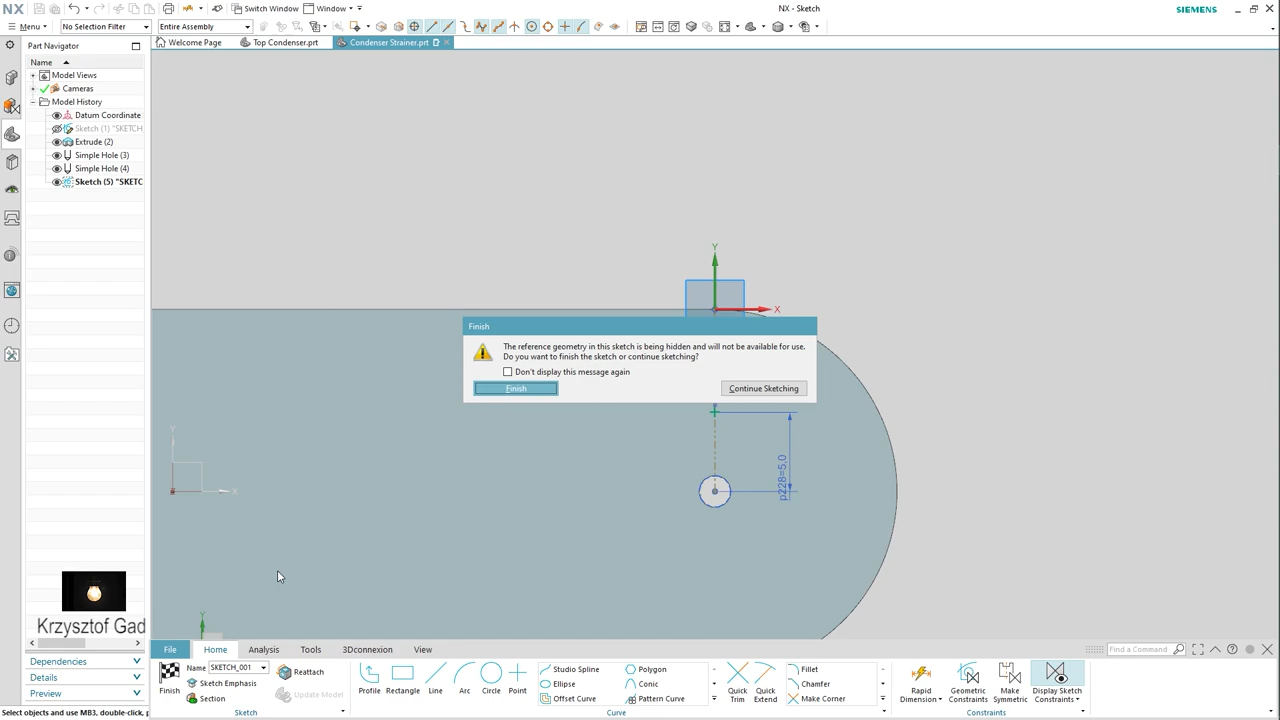 NX
Switch Window
Window
NX - Sketch
SIEMENS
Menu
No Selection Filter
Entire Assembly
Part Navigator
Welcome Page
Top Condenser.prt
Condenser Strainer.prt
Name
Model Views
Cameras
Model History
Datum Coordinate
Sketch (1) "SKETCH
Extrude (2)
Simple Hole (3)
Simple Hole (4)
Sketch (5) "SKETC
Y
X
Finish
The reference geometry in this sketch is being hidden and will not be available for use.
Do you want to finish the sketch or continue sketching?
Don't display this message again
Finish
Continue Sketching
p228=5,0
Y
X
Y
Krzysztof Gad
Dependencies
Details
Preview
File
Home
Analysis
Tools
3Dconnexion
View
Find a Command
Finish
Name
SKETCH_001
Sketch Emphasis
Section
Reattach
Update Model
Sketch
Profile
Rectangle
Line
Arc
Circle
Point
Studio Spline
Ellipse
Offset Curve
Polygon
Conic
Pattern Curve
Quick
Trim
Quick
Extend
Fillet
Chamfer
Make Corner
Curve
Rapid
Dimension
Geometric
Constraints
Make
Symmetric
Display Sketch
Constraints
Constraints
Select objects and use MB3, double-click, p